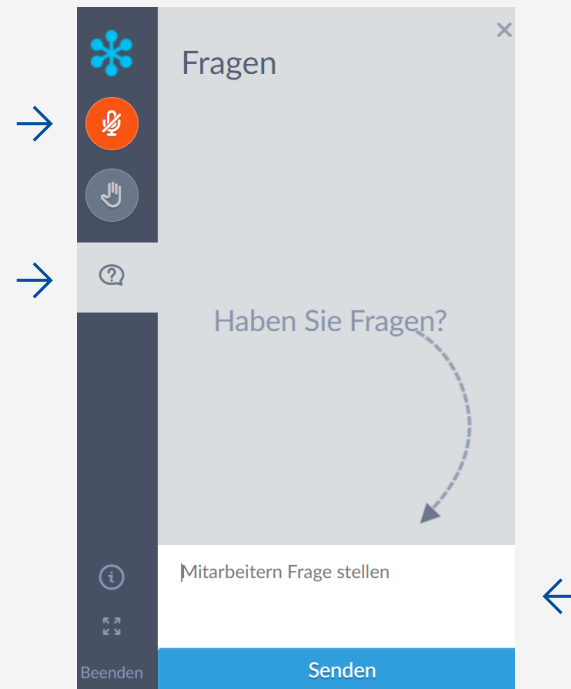 Fragen
Haben Sie Fragen?
Mitarbeitern Frage stellen
Beenden
Senden